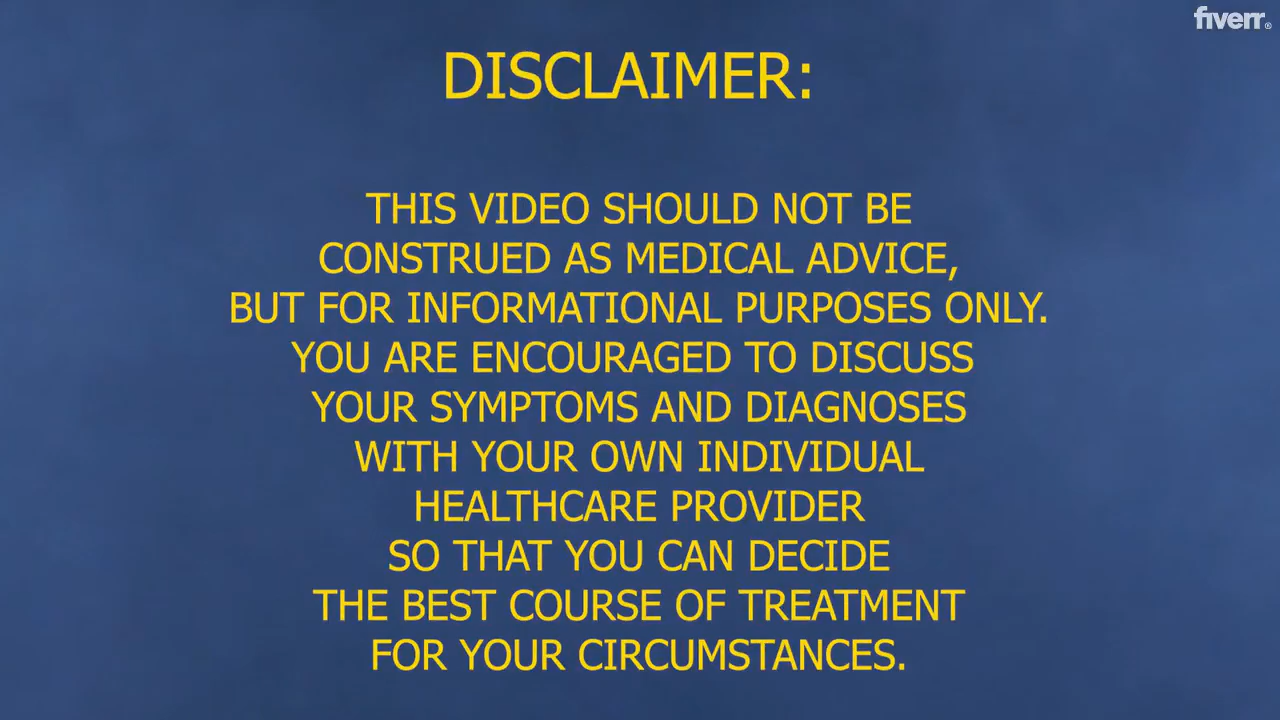 fiverr®
DISCLAIMER:
THIS VIDEO SHOULD NOT BE
CONSTRUED AS MEDICAL ADVICE,
BUT FOR INFORMATIONAL PURPOSES ONLY.
YOU ARE ENCOURAGED TO DISCUSS
YOUR SYMPTOMS AND DIAGNOSES
WITH YOUR OWN INDIVIDUAL
HEALTHCARE PROVIDER
SO THAT YOU CAN DECIDE
THE BEST COURSE OF TREATMENT
FOR YOUR CIRCUMSTANCES.